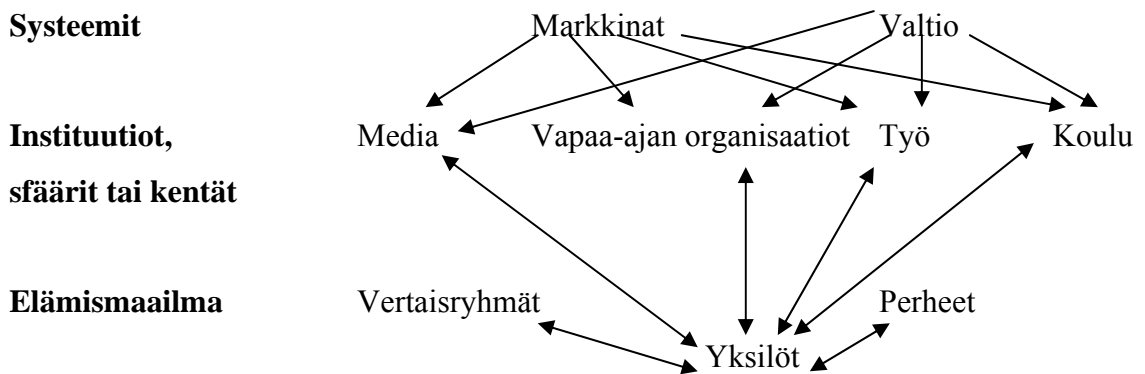 Systeemit Markkinat Valtio
Instituutiot, Media Vapaa-ajan organisaatiot Työ Koulu
sfäärit tai kentät
Elämismaailma Vertaisryhmät Perheet
Yksilöt